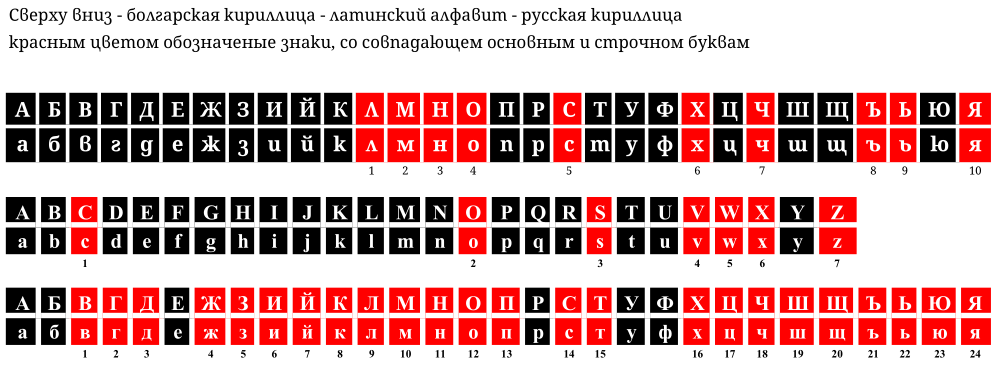 Сверху вниз - болгарская кириллица - латинский алфавит - русская кириллица
красным цветом обозначеные знаки, со совпадающем основным и строчном буквам
А Б В Г Д Е Ж З И Й К Л М Н О П Р С Т У Ф Х Ц Ч Ш Щ Ъ Ь Ю Я
а б в г д е ж з и й к л м н о п р с т у ф х ц ч ш щ ъ ь ю я
1 2 3 4 5 6 7 8 9 10
A B C D E F G H I J K L M N O P Q R S T U V W X Y Z
a b c d e f g h i j k l m n o p q r s t u v w x y z
1 2 3 4 5 6 7
А Б В Г Д Е Ж З И Й К Л М Н О П Р С Т У Ф Х Ц Ч Ш Щ Ъ Ь Ю Я
а б в г д е ж з и й к л м н о п р с т у ф х ц ч ш щ ъ ь ю я
1 2 3 4 5 6 7 8 9 10 11 12 13 14 15 16 17 18 19 20 21 22 23 24